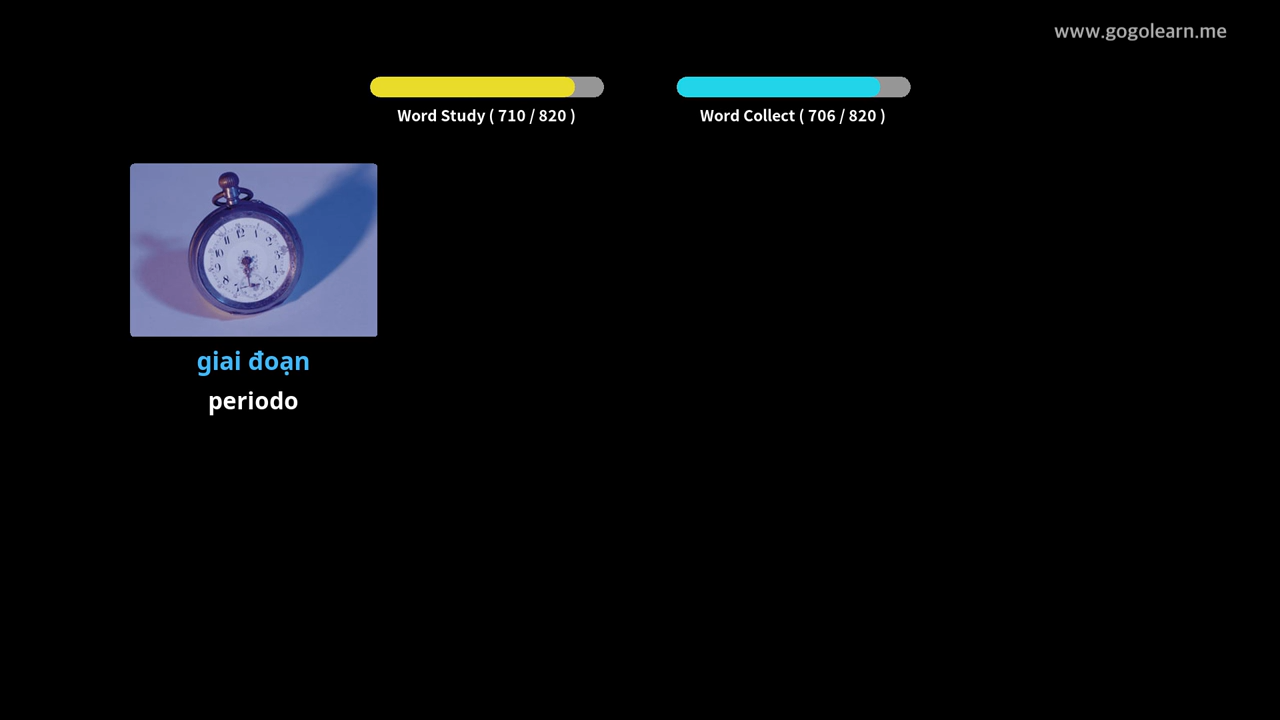 www.gogolearn.me
Word Study ( 710 / 820 )
Word Collect ( 706 / 820 )
giai đoạn
periodo